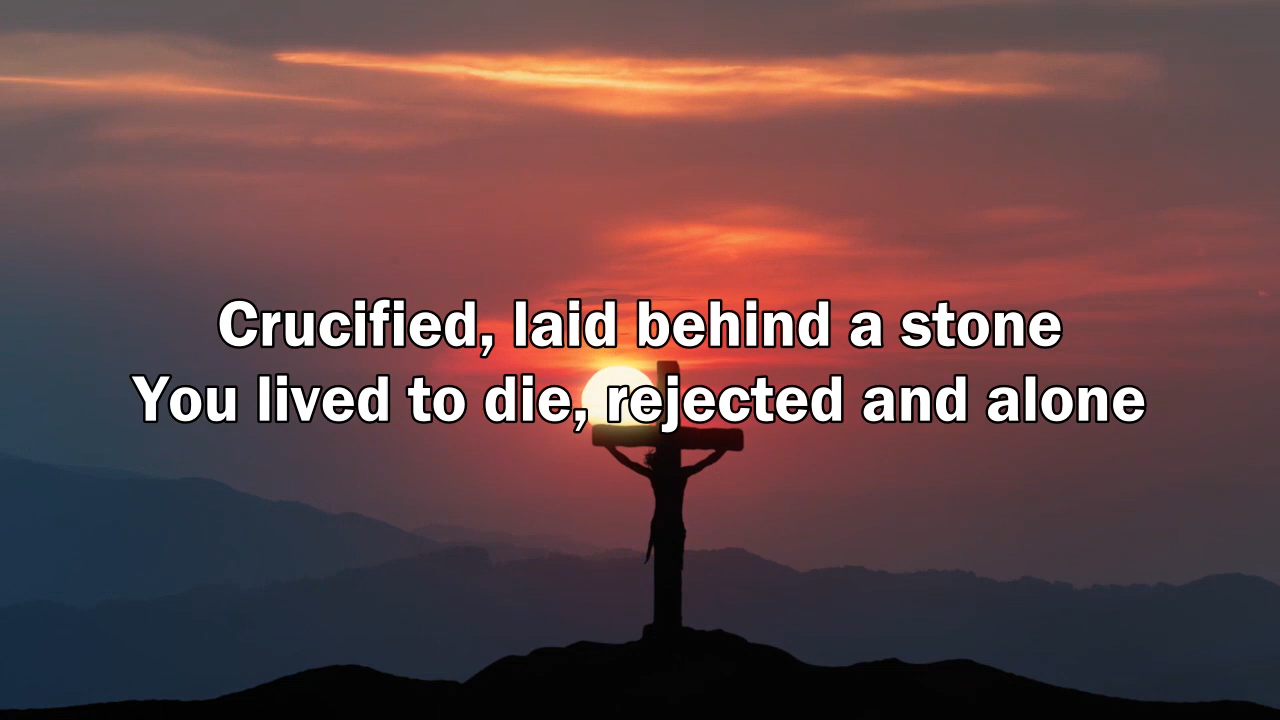 Crucified, laid behind a stone
You lived to die, rejected and alone